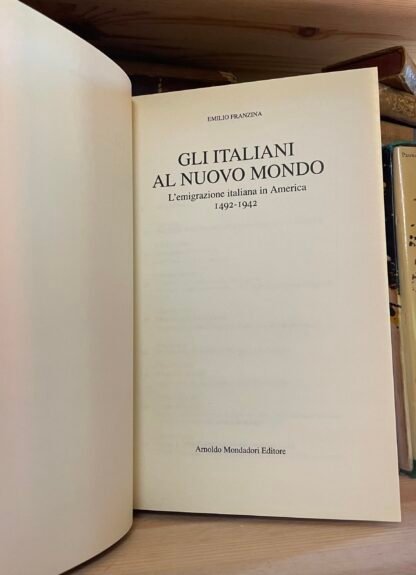 EMILIO FRANZINA
GLI ITALIANI
AL NUOVO MONDO
L'emigrazione italiana in America
1492-1942
Arnoldo Mondadori Editore